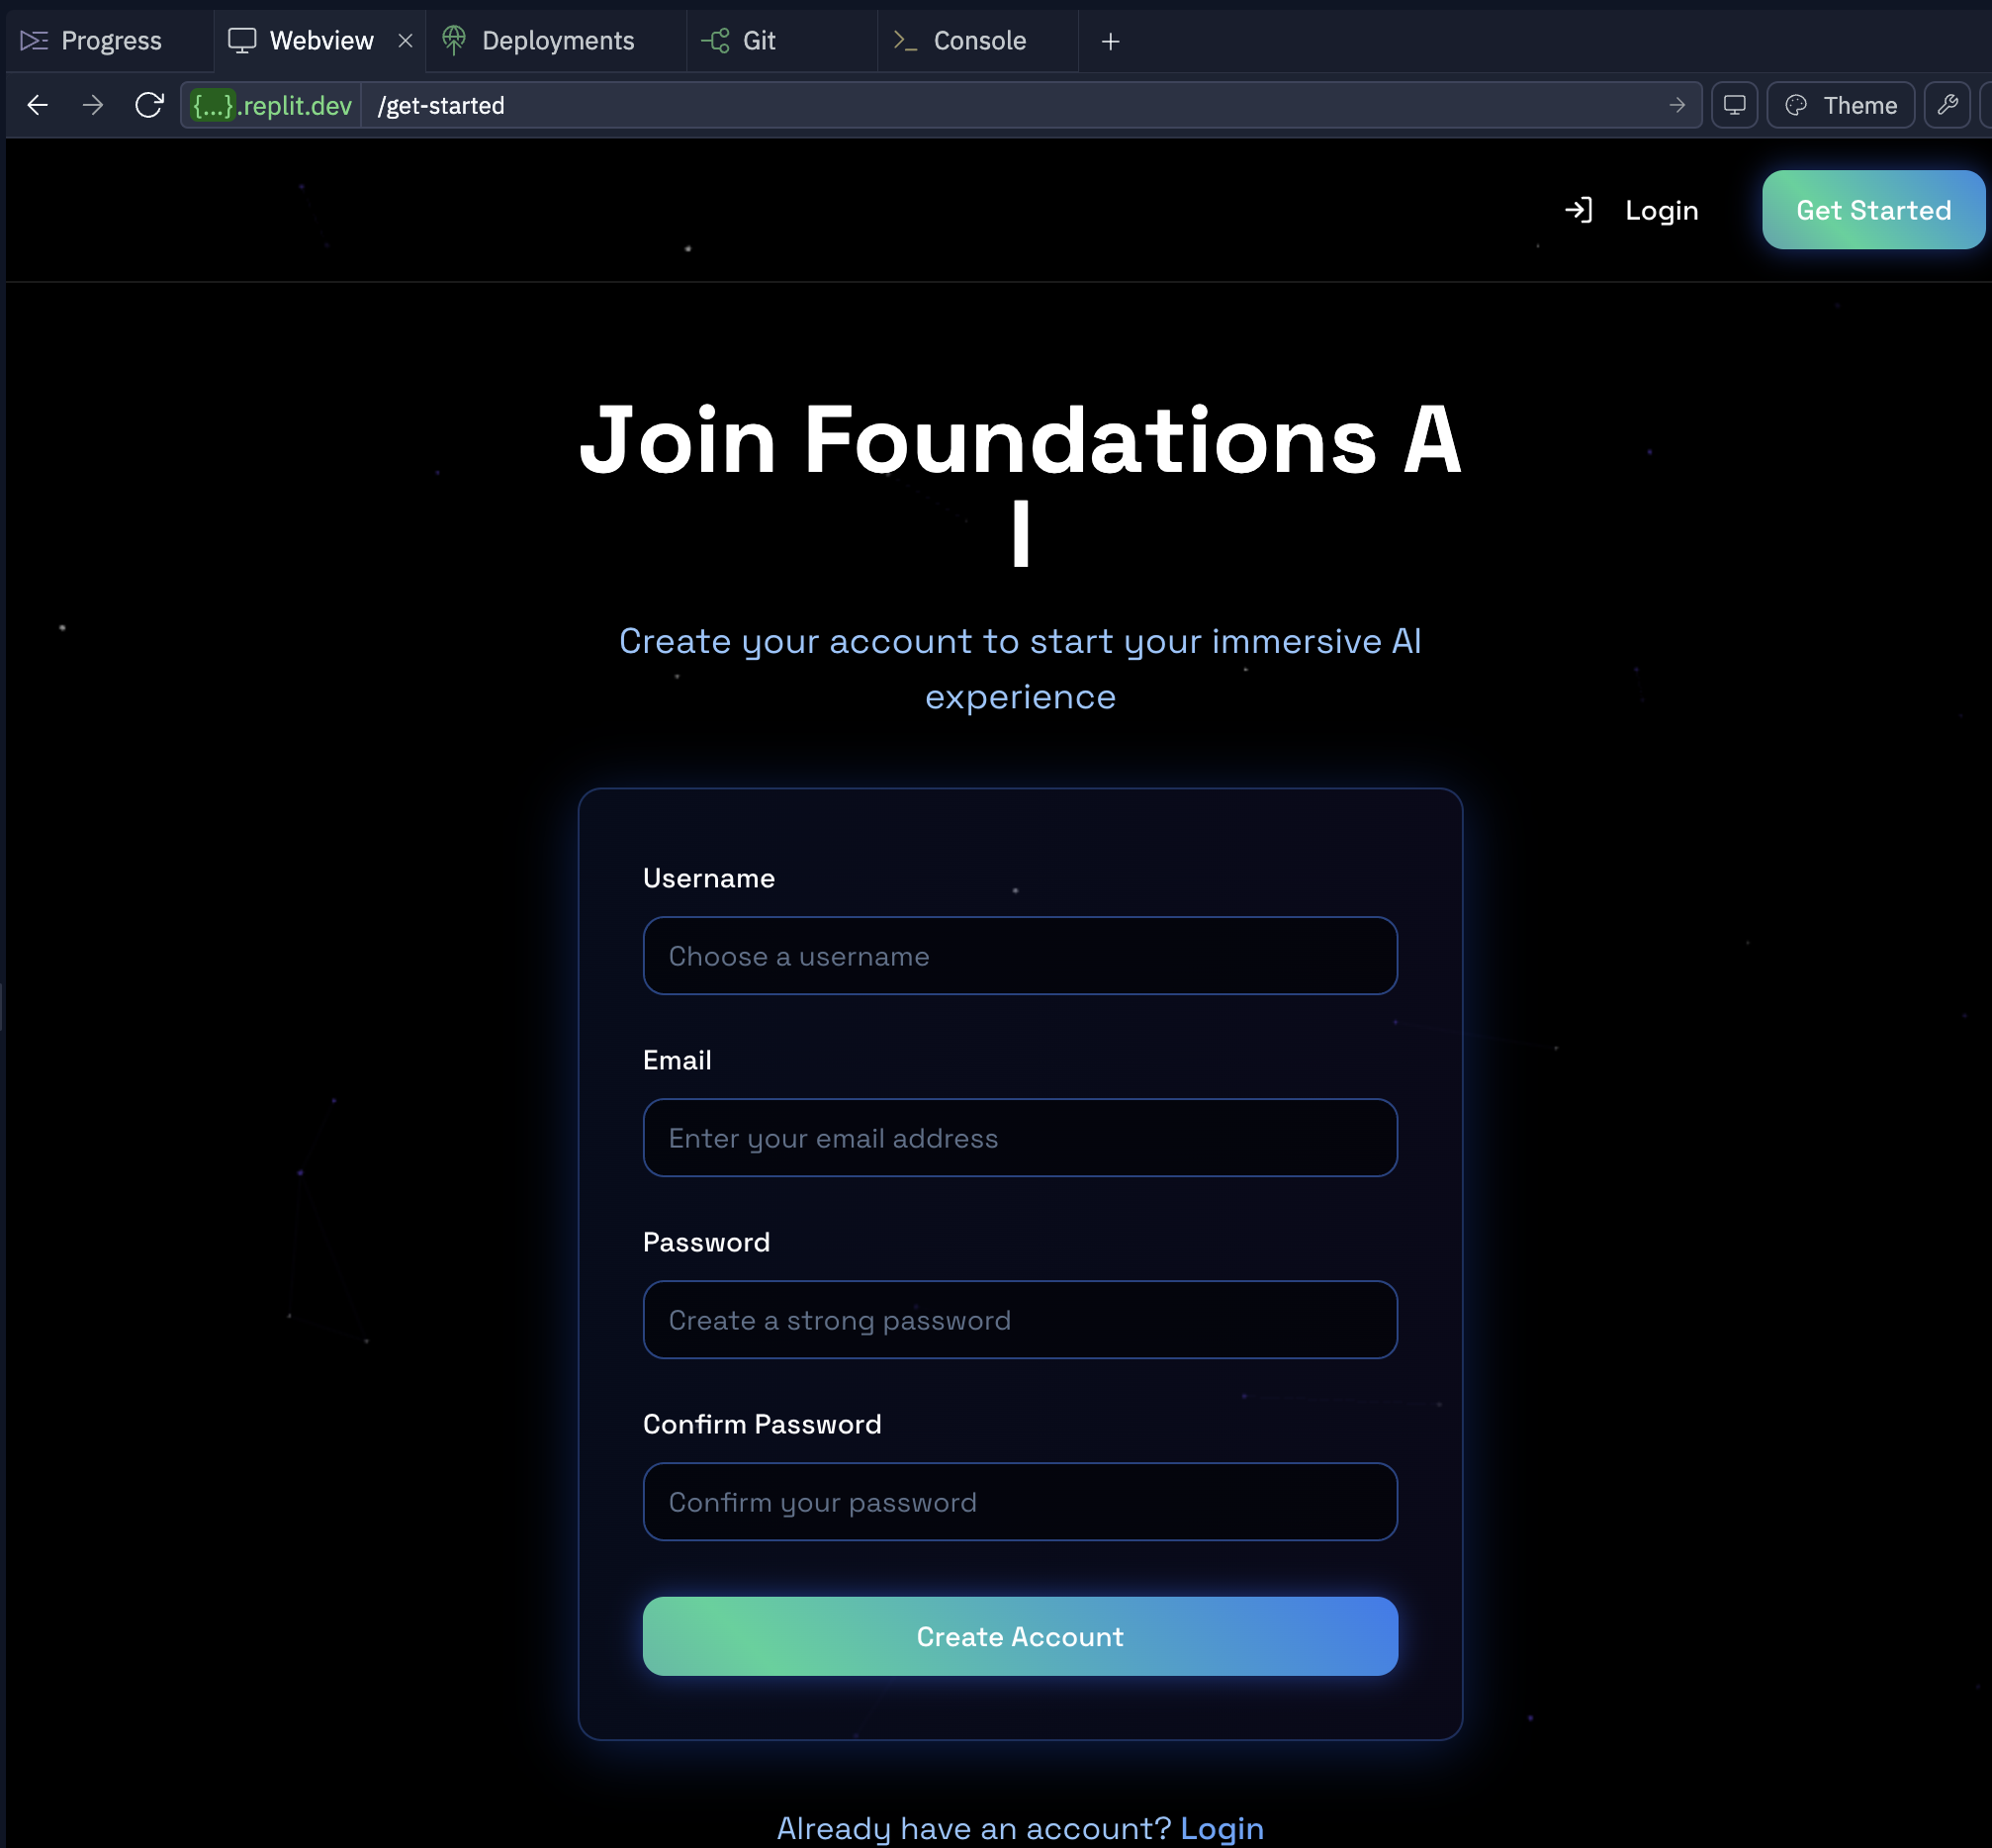 Progress
Webview
Deployments
Git
Console
{...}.replit.dev
/get-started
Theme
Login
Get Started
Join Foundations A
I
Create your account to start your immersive AI
experience
Username
Choose a username
Email
Enter your email address
Password
Create a strong password
Confirm Password
Confirm your password
Create Account
Already have an account? Login